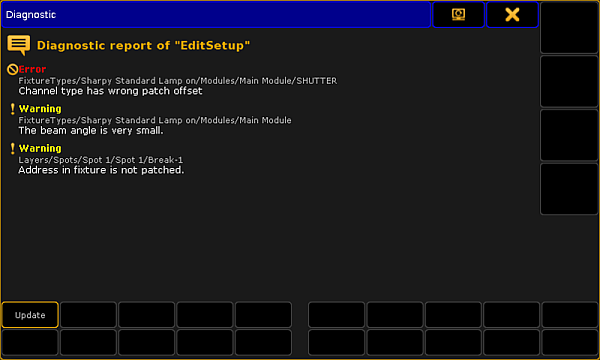 Diagnostic
Diagnostic report of "EditSetup"
Error
FixtureTypes/Sharpy Standard Lamp on/Modules/Main Module/SHUTTER
Channel type has wrong patch offset
Warning
FixtureTypes/Sharpy Standard Lamp on/Modules/Main Module
The beam angle is very small.
Warning
Layers/Spots/Spot 1/Spot 1/Break-1
Address in fixture is not patched.
Update